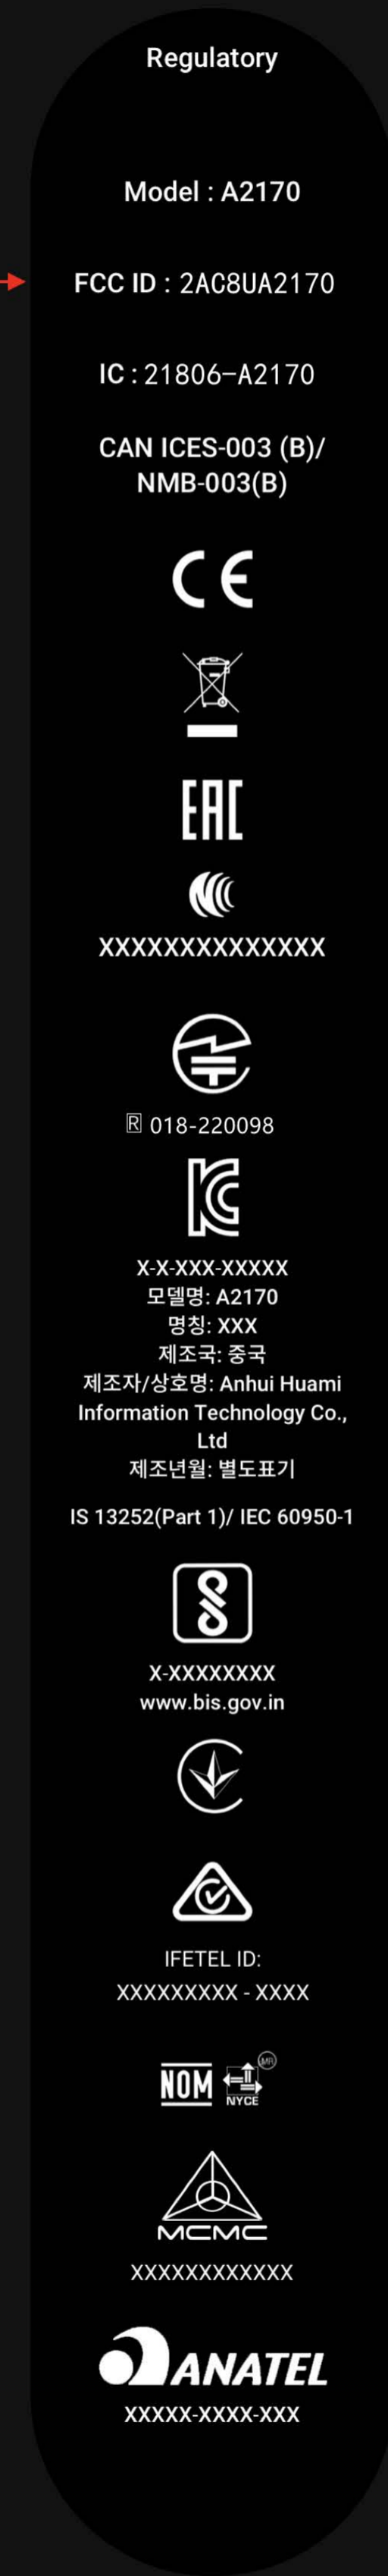 Regulatory
Model : A2170
FCC ID : 2AC8UA2170
IC : 21806-A2170
CAN ICES-003 (B)/
NMB-003(B)
CE
EAC
XXXXXXXXXXXXXX
R 018-220098
X-X-XXX-XXXXX
모델명: A2170
명칭: XXX
제조국: 중국
제조자/상호명: Anhui Huami
Information Technology Co.,
Ltd
제조년월: 별도표기
IS 13252(Part 1)/ IEC 60950-1
X-XXXXXXXX
www.bis.gov.in
IFETEL ID:
XXXXXXXXX - XXXX
NOM NYCE MR
MCMC
XXXXXXXXXXXX
ANATEL
XXXXX-XXXX-XXX